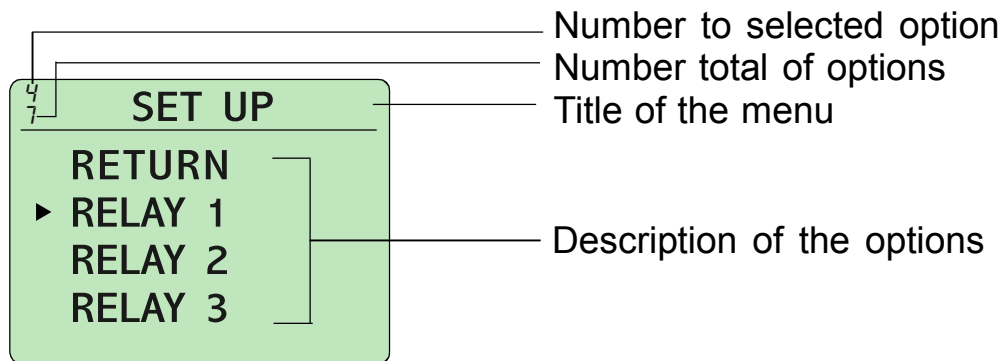 Number to selected option
Number total of options
Title of the menu
4
7
SET UP
RETURN
RELAY 1
RELAY 2
RELAY 3
Description of the options